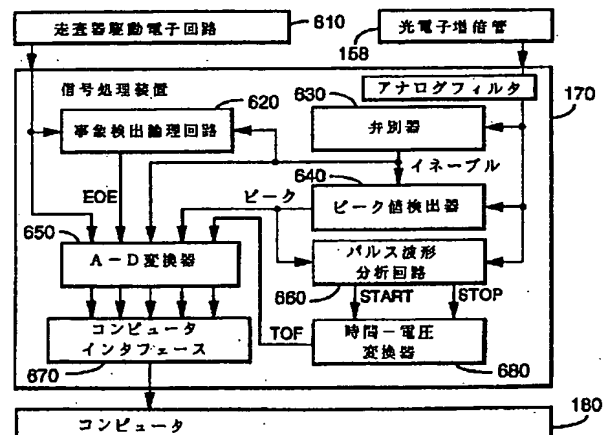 走査器駆動電子回路
610
光電子増倍管
158
アナログフィルタ
信号処理装置
620
630
170
事象検出論理回路
弁別器
イネーブル
640
EOE
ピーク
ピーク値検出器
650
A-D変換器
パルス波形
分析回路
660
START
STOP
コンピュータ
インタフェース
TOF
時間-電圧
変換器
670
680
180
コンピュータ